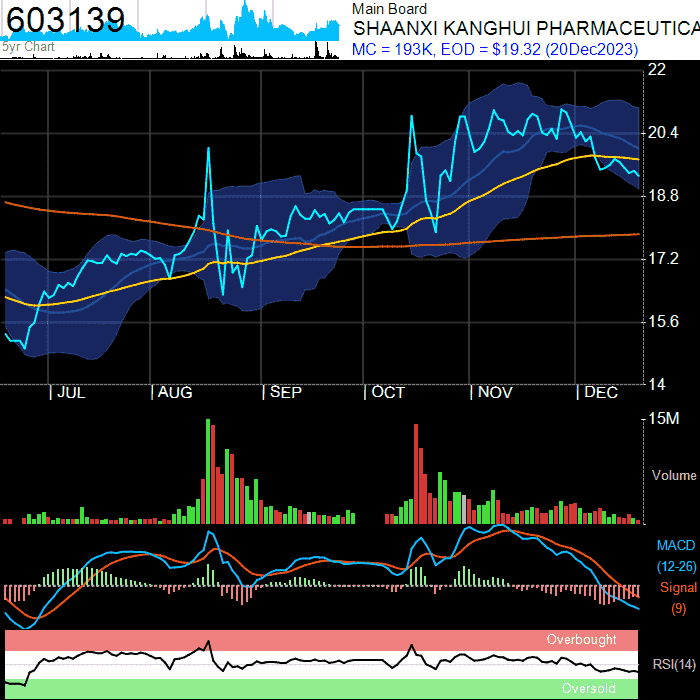 603139
5yr Chart
Main Board
SHAANXI KANGHUI PHARMACEUTICA
MC = 193K, EOD = $19.32 (20Dec2023)
22
20.4
18.8
17.2
15.6
14
| JUL | AUG | SEP | OCT | NOV | DEC
15M
Volume
MACD
(12-26)
Signal
(9)
Overbought
RSI(14)
Oversold